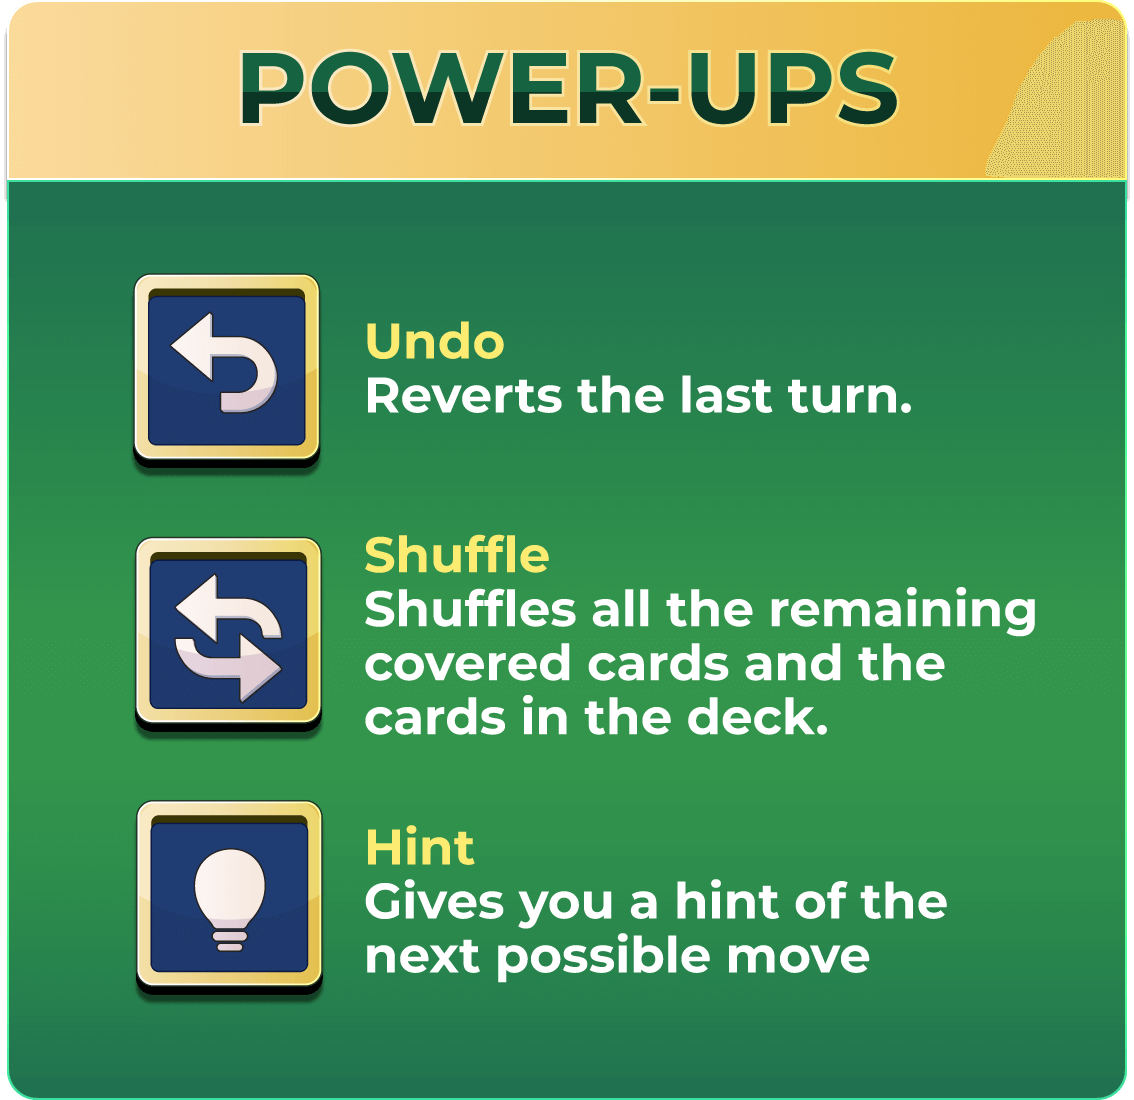 POWER-UPS
Undo
Reverts the last turn.
Shuffle
Shuffles all the remaining
covered cards and the
cards in the deck.
Hint
Gives you a hint of the
next possible move